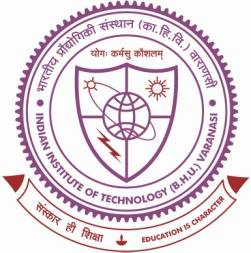 भारतीय प्रौद्योगिकी संस्थान (का.हि.वि.) वाराणसी
योगः कर्मसु कौशलम्
INDIAN INSTITUTE OF TECHNOLOGY (B.H.U.) VARANASI
संस्कार ही शिक्षा
EDUCATION IS CHARACTER